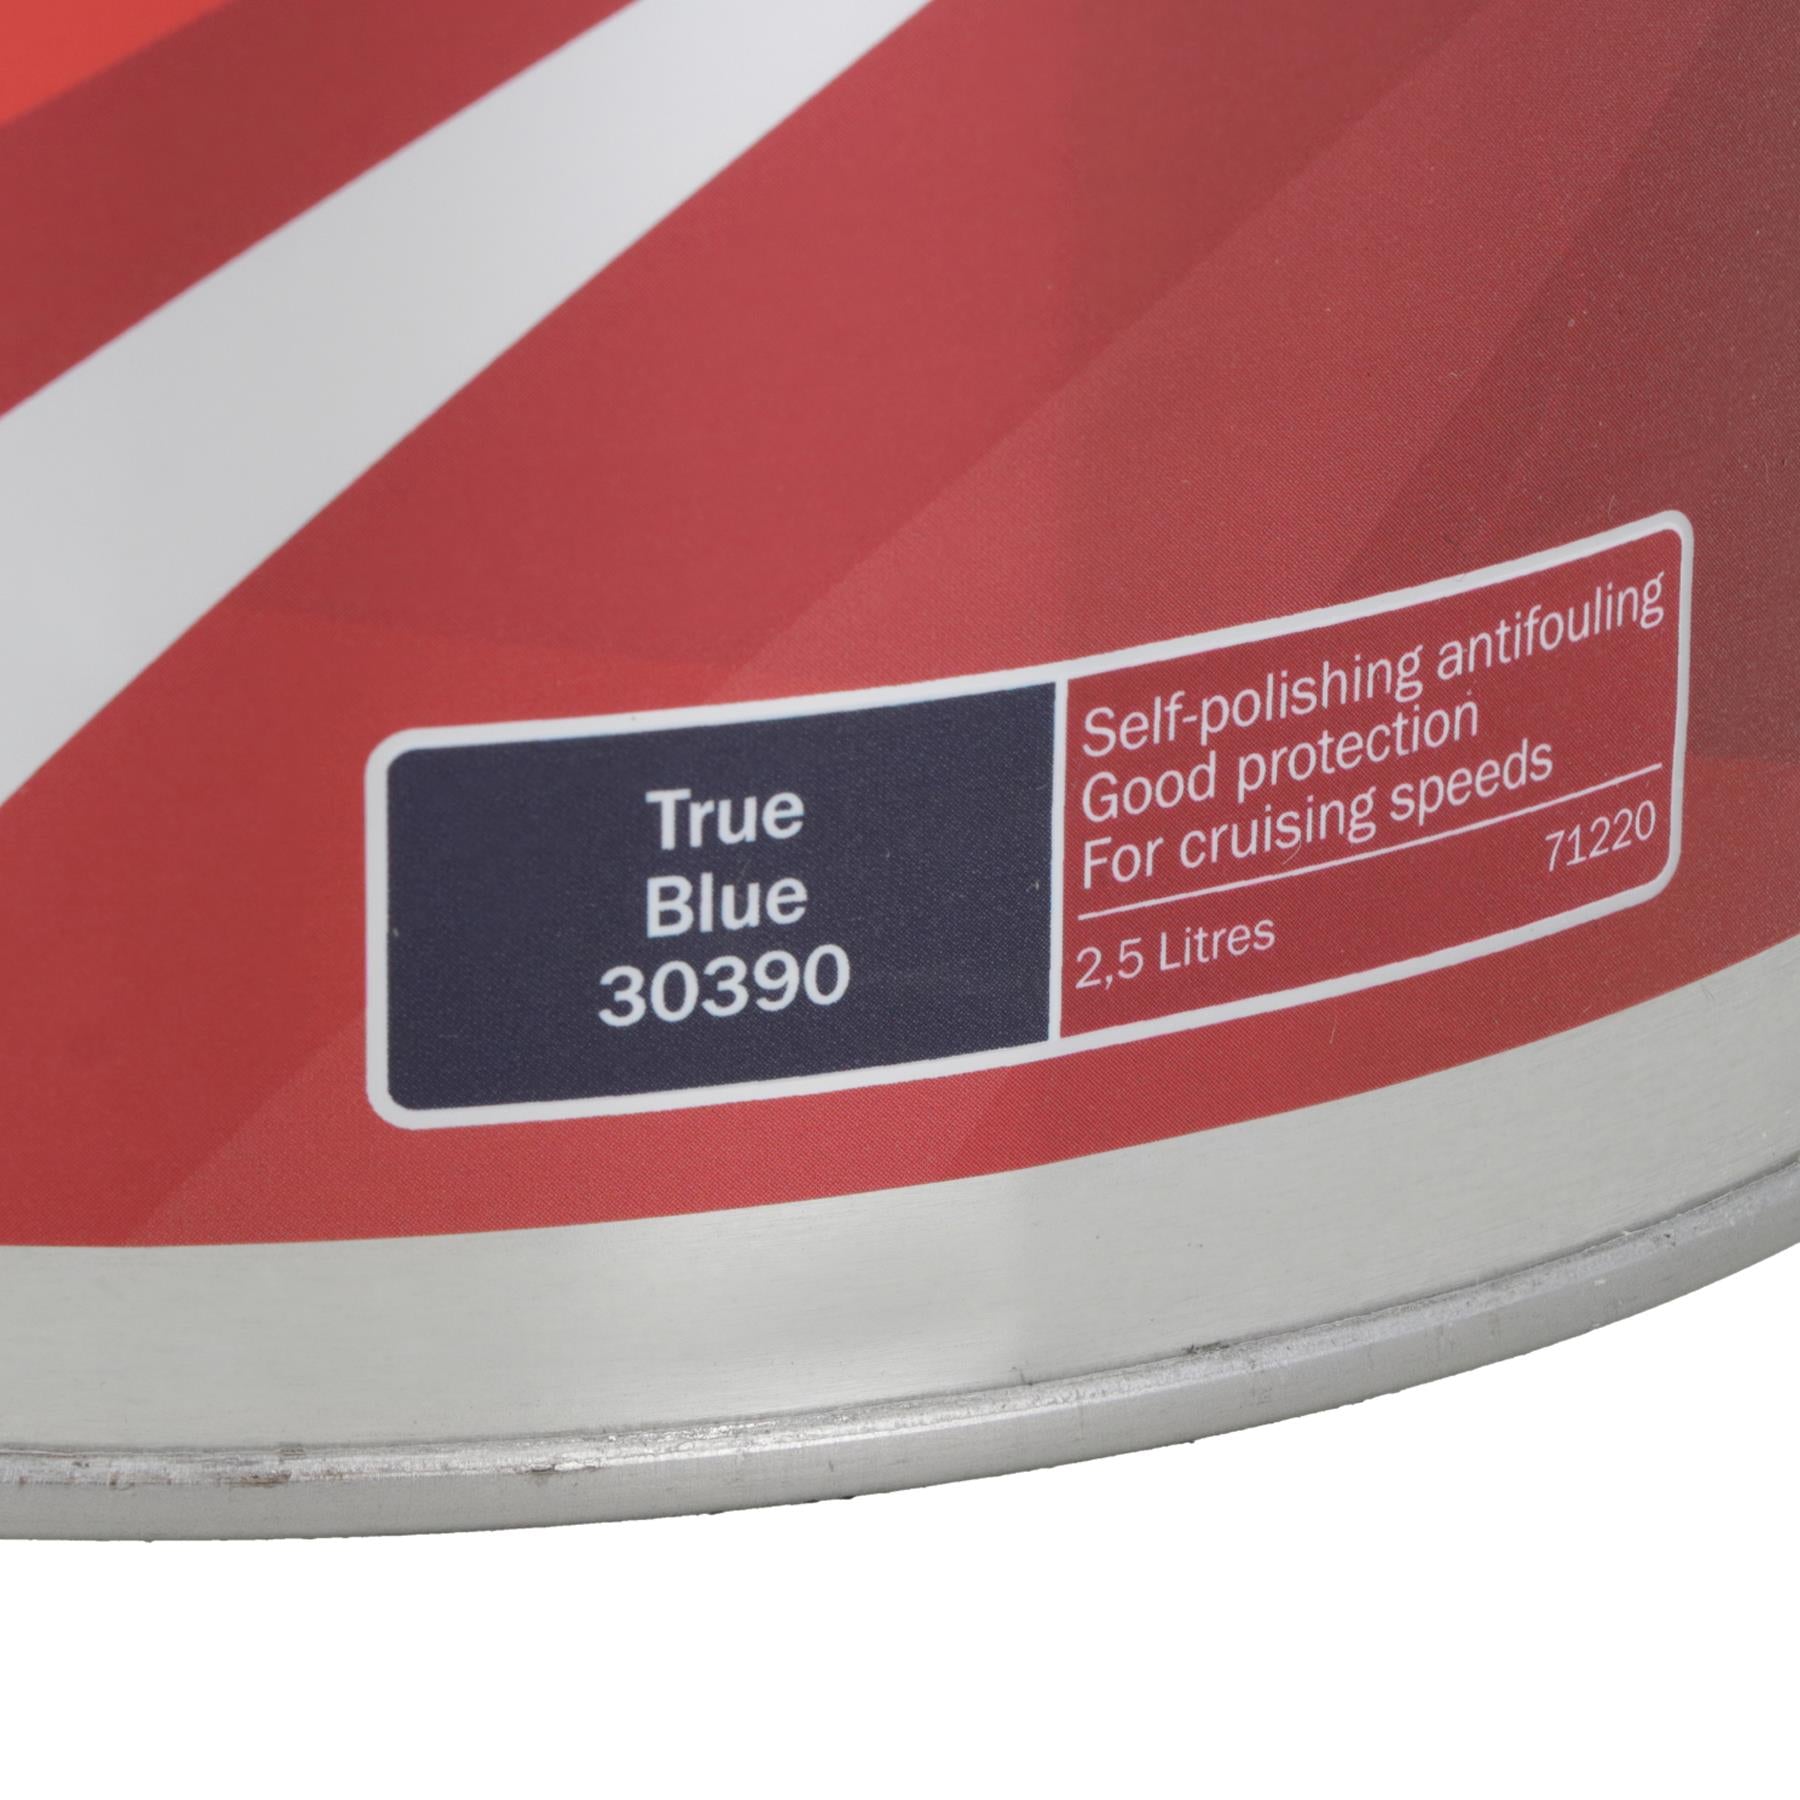 True
Blue
30390
Self-polishing antifouling
Good protection
For cruising speeds
71220
2,5 Litres